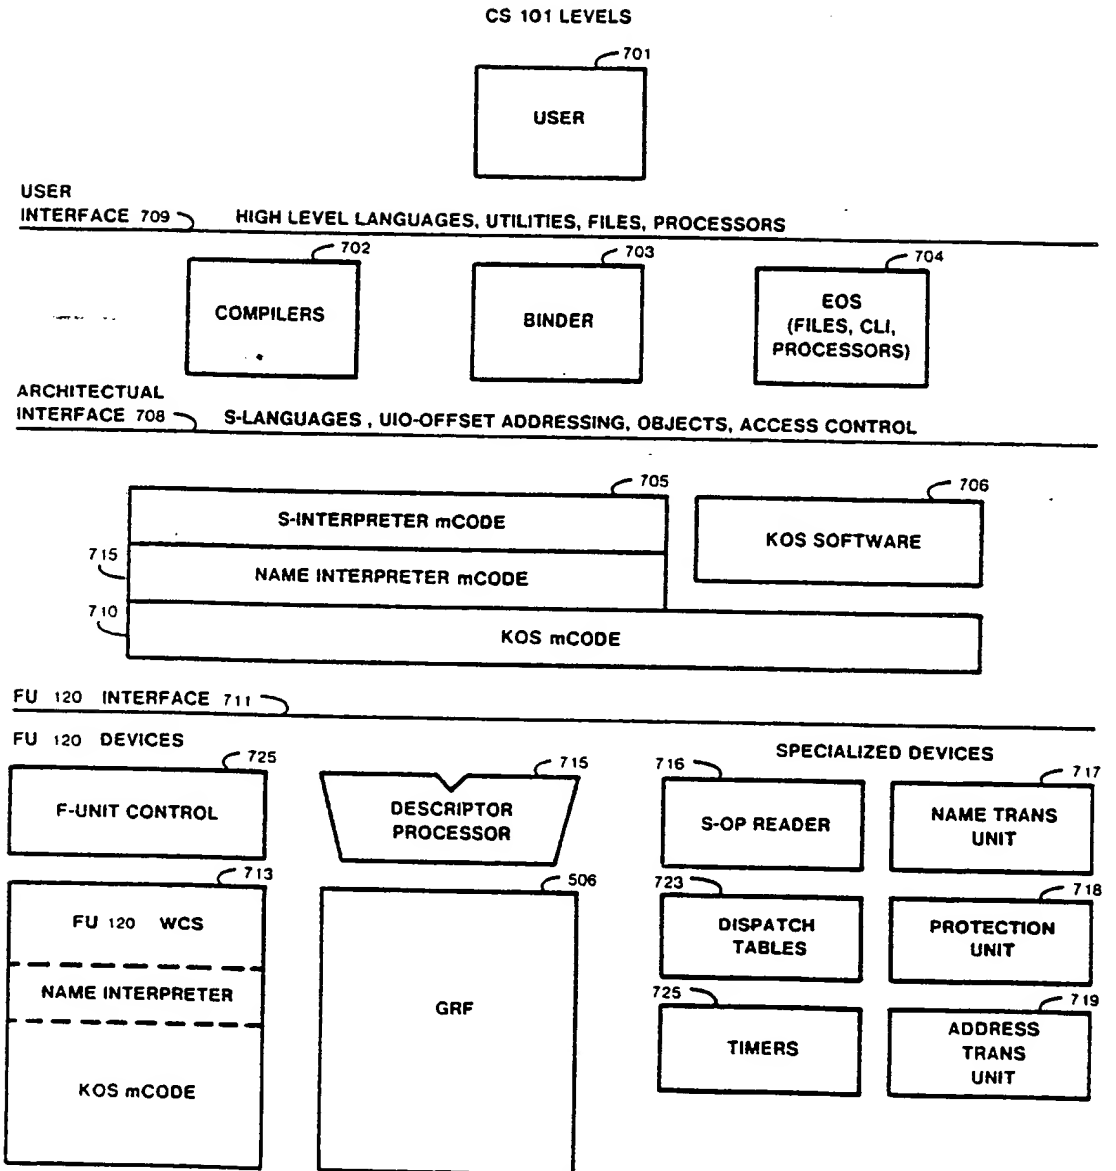 CS 101 LEVELS
701
USER
USER
INTERFACE 709 HIGH LEVEL LANGUAGES, UTILITIES, FILES, PROCESSORS
702
COMPILERS
703
BINDER
704
EOS
(FILES, CLI,
PROCESSORS)
ARCHITECTUAL
INTERFACE 708 S-LANGUAGES, UIO-OFFSET ADDRESSING, OBJECTS, ACCESS CONTROL
705
S-INTERPRETER mCODE
706
KOS SOFTWARE
715
NAME INTERPRETER mCODE
710
KOS mCODE
FU 120 INTERFACE 711
FU 120 DEVICES
SPECIALIZED DEVICES
725
F-UNIT CONTROL
715
DESCRIPTOR
PROCESSOR
716
S-OP READER
717
NAME TRANS
UNIT
713
FU 120 WCS
NAME INTERPRETER
KOS mCODE
506
GRF
723
DISPATCH
TABLES
718
PROTECTION
UNIT
725
TIMERS
719
ADDRESS
TRANS
UNIT